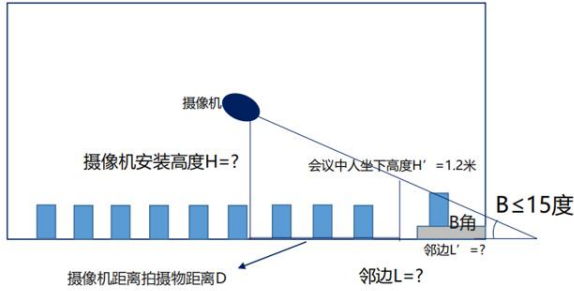 摄像机
摄像机安装高度H=?
会议中人坐下高度H’=1.2米
B≤15度
B角
邻边L’=?
摄像机距离拍摄物距离D
邻边L=?